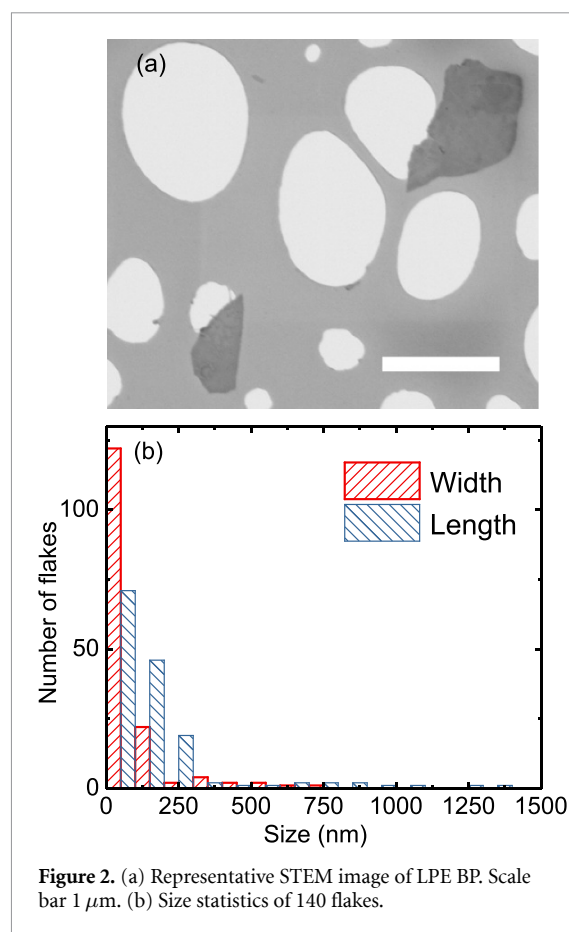 (a)
(b)
Width
Length
Number of flakes
100
50
0
0 250 500 750 1000 1250 1500
Size (nm)
Figure 2. (a) Representative STEM image of LPE BP. Scale
bar 1 μm. (b) Size statistics of 140 flakes.